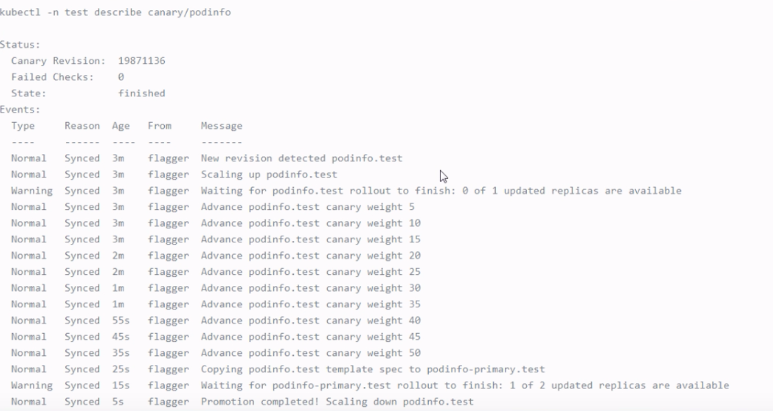 kubectl -n test describe canary/podinfo
Status:
Canary Revision: 19871136
Failed Checks: 0
State: finished
Events:
Type Reason Age From Message
---- ------ ---- ---- -------
Normal Synced 3m flagger New revision detected podinfo.test
Normal Synced 3m flagger Scaling up podinfo.test
Warning Synced 3m flagger Waiting for podinfo.test rollout to finish: 0 of 1 updated replicas are available
Normal Synced 3m flagger Advance podinfo.test canary weight 5
Normal Synced 3m flagger Advance podinfo.test canary weight 10
Normal Synced 3m flagger Advance podinfo.test canary weight 15
Normal Synced 2m flagger Advance podinfo.test canary weight 20
Normal Synced 2m flagger Advance podinfo.test canary weight 25
Normal Synced 1m flagger Advance podinfo.test canary weight 30
Normal Synced 1m flagger Advance podinfo.test canary weight 35
Normal Synced 55s flagger Advance podinfo.test canary weight 40
Normal Synced 45s flagger Advance podinfo.test canary weight 45
Normal Synced 35s flagger Advance podinfo.test canary weight 50
Normal Synced 25s flagger Copying podinfo.test template spec to podinfo-primary.test
Warning Synced 15s flagger Waiting for podinfo-primary.test rollout to finish: 1 of 2 updated replicas are available
Normal Synced 5s flagger Promotion completed! Scaling down podinfo.test